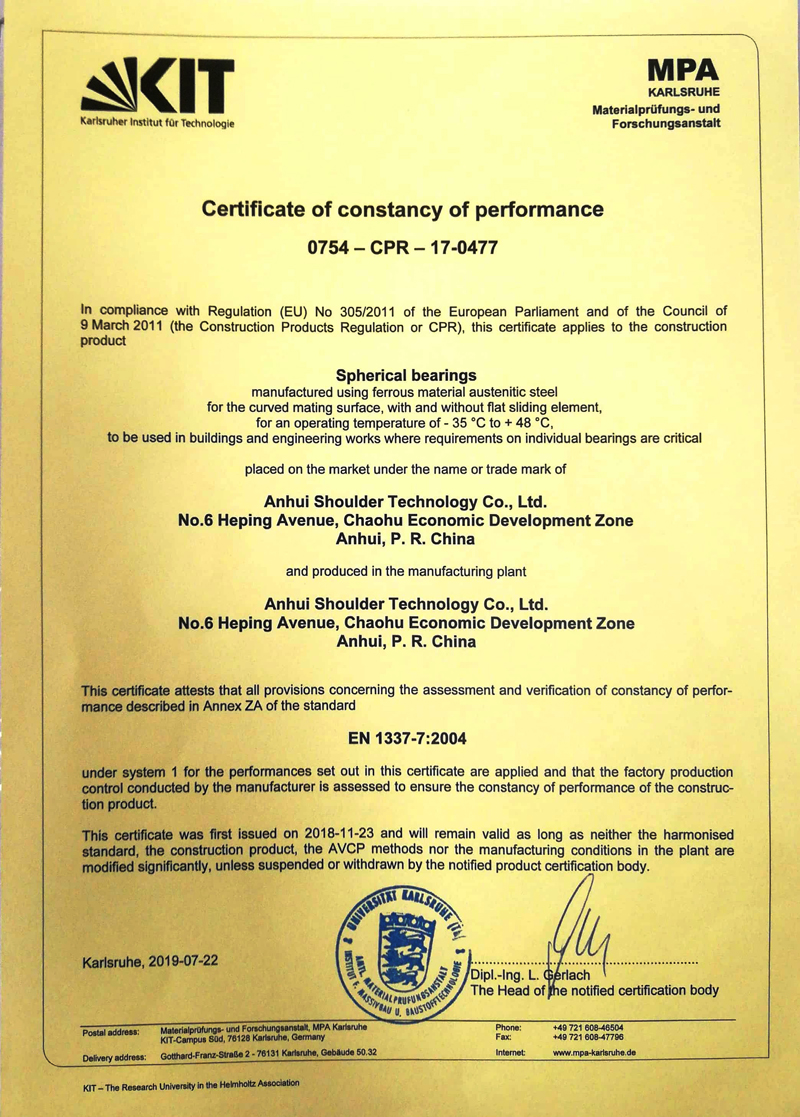 KIT
Karlsruher Institut für Technologie
MPA
KARLSRUHE
Materialprüfungs- und
Forschungsanstalt
Certificate of constancy of performance
0754 – CPR – 17-0477
In compliance with Regulation (EU) No 305/2011 of the European Parliament and of the Council of
9 March 2011 (the Construction Products Regulation or CPR), this certificate applies to the construction
product
Spherical bearings
manufactured using ferrous material austenitic steel
for the curved mating surface, with and without flat sliding element,
for an operating temperature of - 35 °C to + 48 °C,
to be used in buildings and engineering works where requirements on individual bearings are critical
placed on the market under the name or trade mark of
Anhui Shoulder Technology Co., Ltd.
No.6 Heping Avenue, Chaohu Economic Development Zone
Anhui, P. R. China
and produced in the manufacturing plant
Anhui Shoulder Technology Co., Ltd.
No.6 Heping Avenue, Chaohu Economic Development Zone
Anhui, P. R. China
This certificate attests that all provisions concerning the assessment and verification of constancy of perfor-
mance described in Annex ZA of the standard
EN 1337-7:2004
under system 1 for the performances set out in this certificate are applied and that the factory production
control conducted by the manufacturer is assessed to ensure the constancy of performance of the construc-
tion product.
This certificate was first issued on 2018-11-23 and will remain valid as long as neither the harmonised
standard, the construction product, the AVCP methods nor the manufacturing conditions in the plant are
modified significantly, unless suspended or withdrawn by the notified product certification body.
UNIVERSITÄT KARLSRUHE (TH)
AMTL. MATERIALPRÜFUNGSANSTALT
INSTITUT F. MASSIVBAU U. BAUSTOFFTECHNOLOGIE
Karlsruhe, 2019-07-22
Dipl.-Ing. L. Gerlach
The Head of the notified certification body
Postal address: Materialprüfungs- und Forschungsanstalt, MPA Karlsruhe
KIT-Campus Süd, 76128 Karlsruhe, Germany
Delivery address: Gotthard-Franz-Straße 2 - 76131 Karlsruhe, Gebäude 50.32
Phone: +49 721 608-46504
Fax: +49 721 608-47796
Internet: www.mpa-karlsruhe.de
KIT – The Research University in the Helmholtz Association